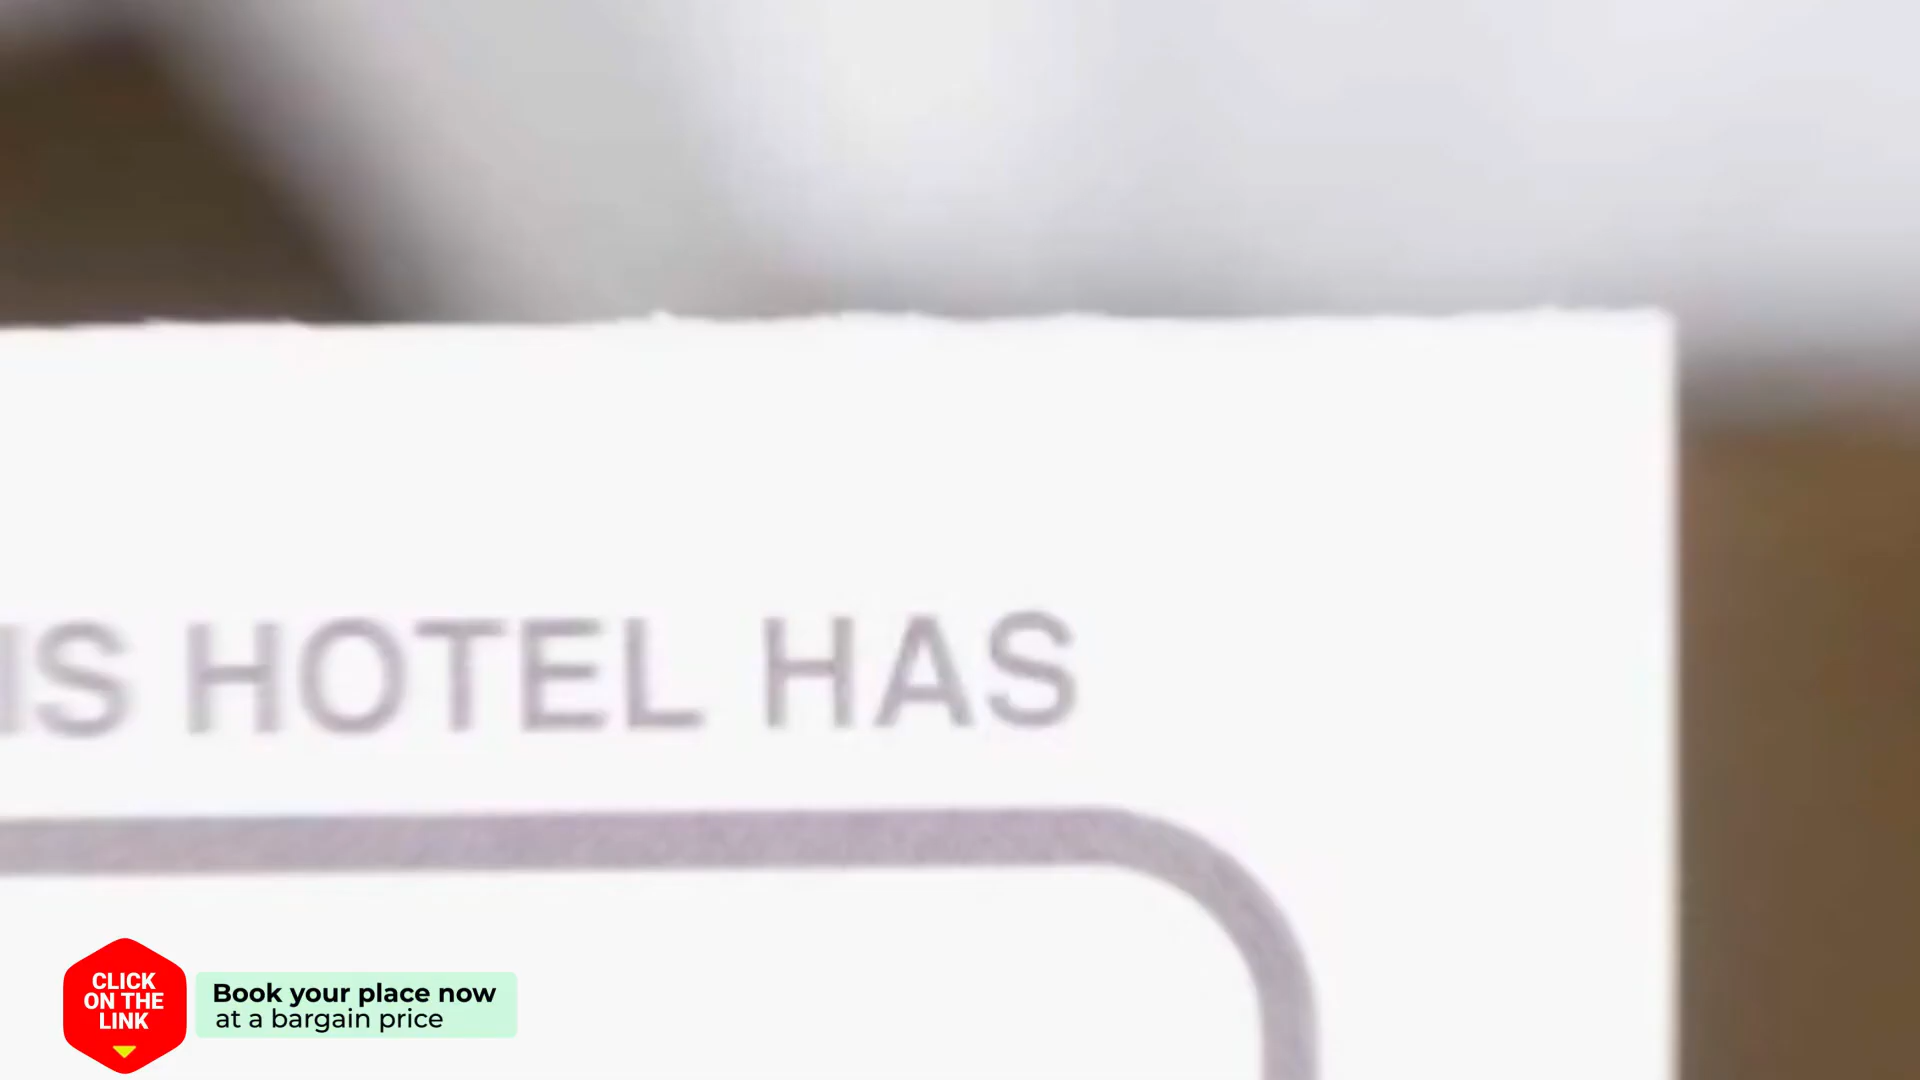 IS HOTEL HAS
CLICK
ON THE
LINK
Book your place now
at a bargain price